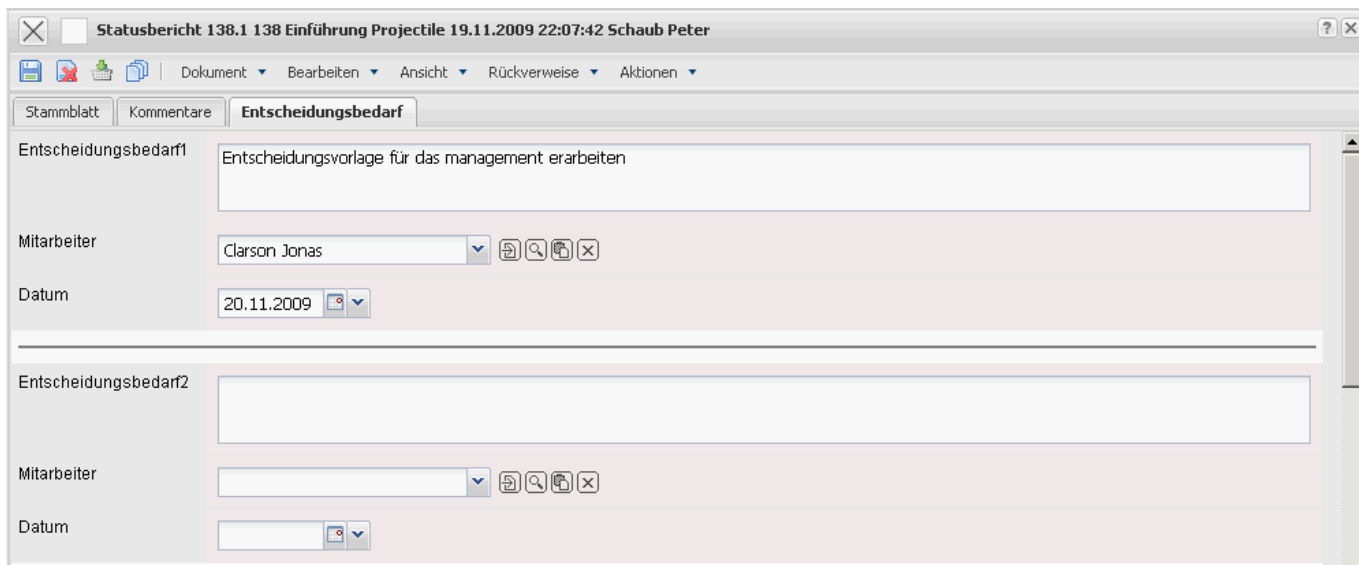 Statusbericht 138.1 138 Einführung Projectile 19.11.2009 22:07:42 Schaub Peter
Dokument Bearbeiten Ansicht Rückverweise Aktionen
Stammblatt Kommentare Entscheidungsbedarf
Entscheidungsbedarf1 Entscheidungsvorlage für das management erarbeiten
Mitarbeiter Clarson Jonas
Datum 20.11.2009
Entscheidungsbedarf2
Mitarbeiter
Datum